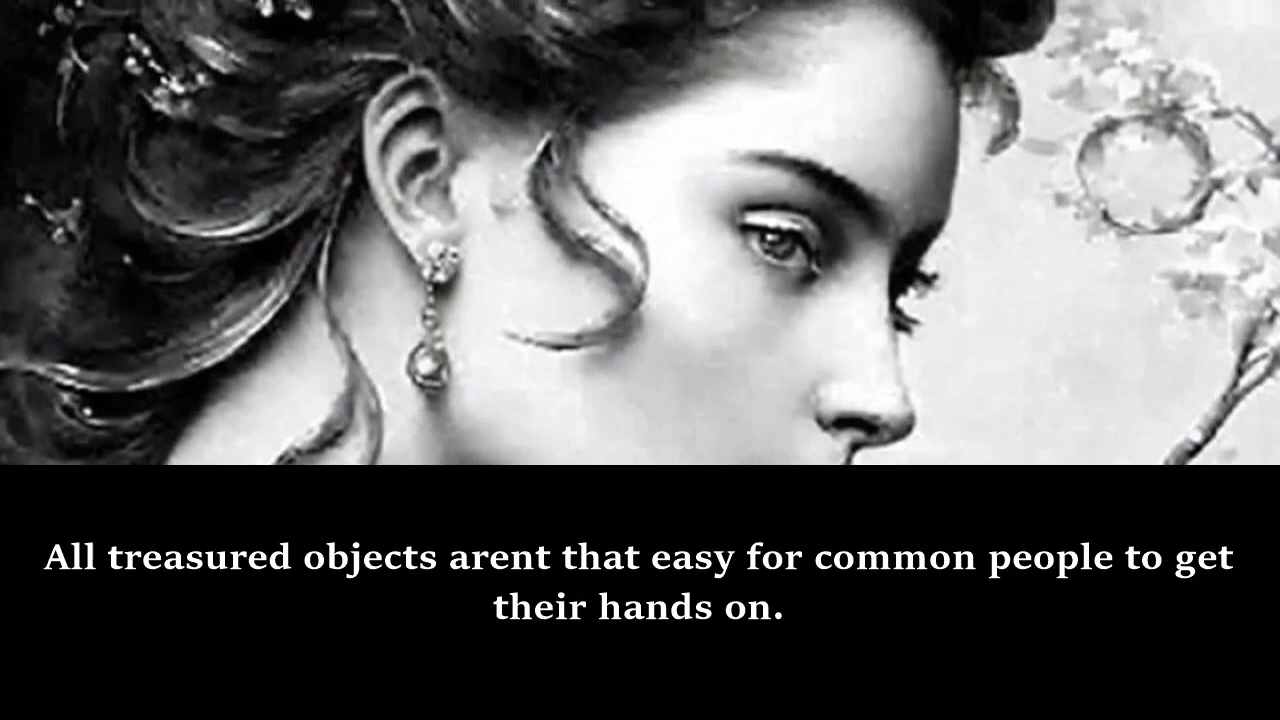 All treasured objects arent that easy for common people to get
their hands on.